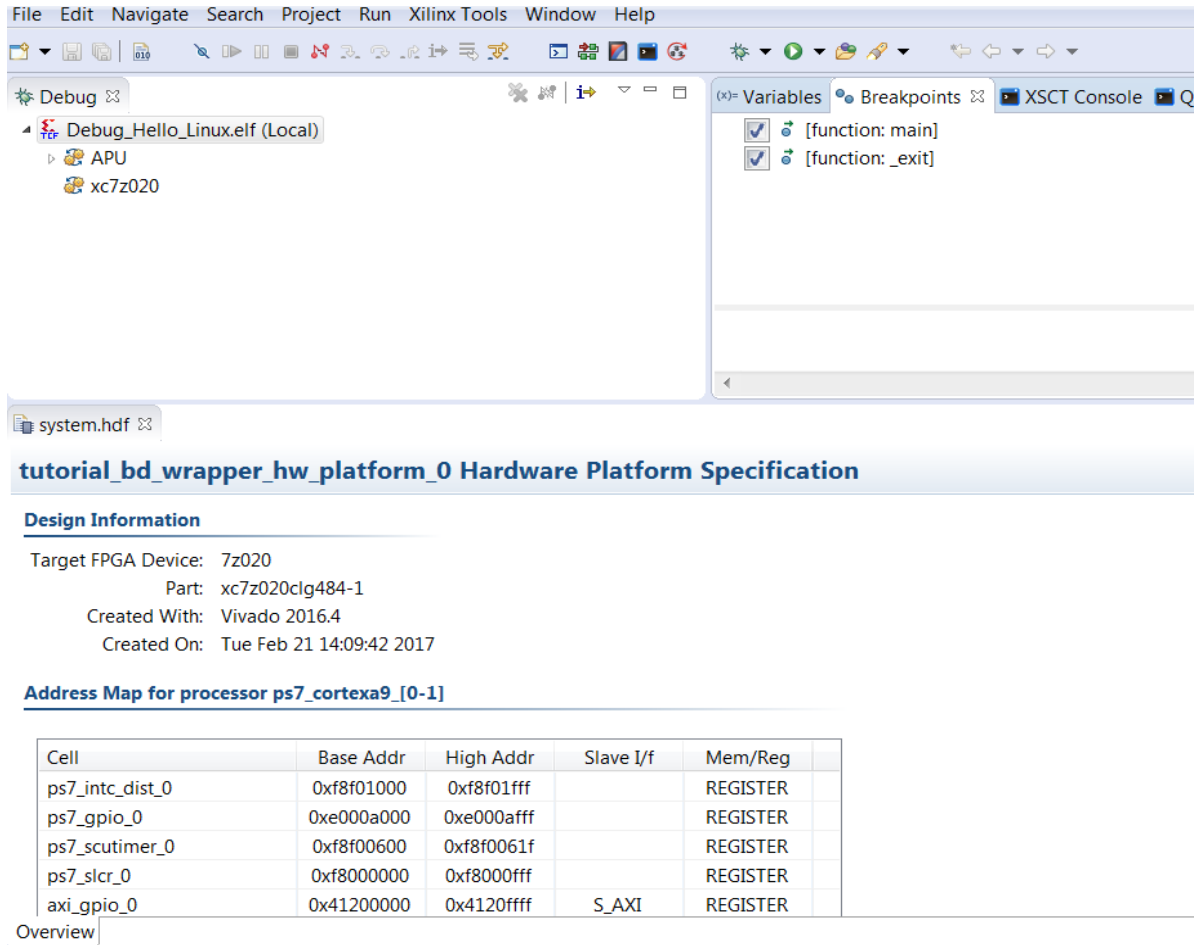 File Edit Navigate Search Project Run Xilinx Tools Window Help
Debug
Debug_Hello_Linux.elf (Local)
APU
xc7z020
(x)= Variables Breakpoints XSCT Console Q
[function: main]
[function: _exit]
system.hdf
tutorial_bd_wrapper_hw_platform_0 Hardware Platform Specification
Design Information
Target FPGA Device: 7z020
Part: xc7z020clg484-1
Created With: Vivado 2016.4
Created On: Tue Feb 21 14:09:42 2017
Address Map for processor ps7_cortexa9_[0-1]
Cell Base Addr High Addr Slave I/f Mem/Reg
ps7_intc_dist_0 0xf8f01000 0xf8f01fff REGISTER
ps7_gpio_0 0xe000a000 0xe000afff REGISTER
ps7_scutimer_0 0xf8f00600 0xf8f0061f REGISTER
ps7_slcr_0 0xf8000000 0xf8000fff REGISTER
axi_gpio_0 0x41200000 0x4120ffff S_AXI REGISTER
Overview